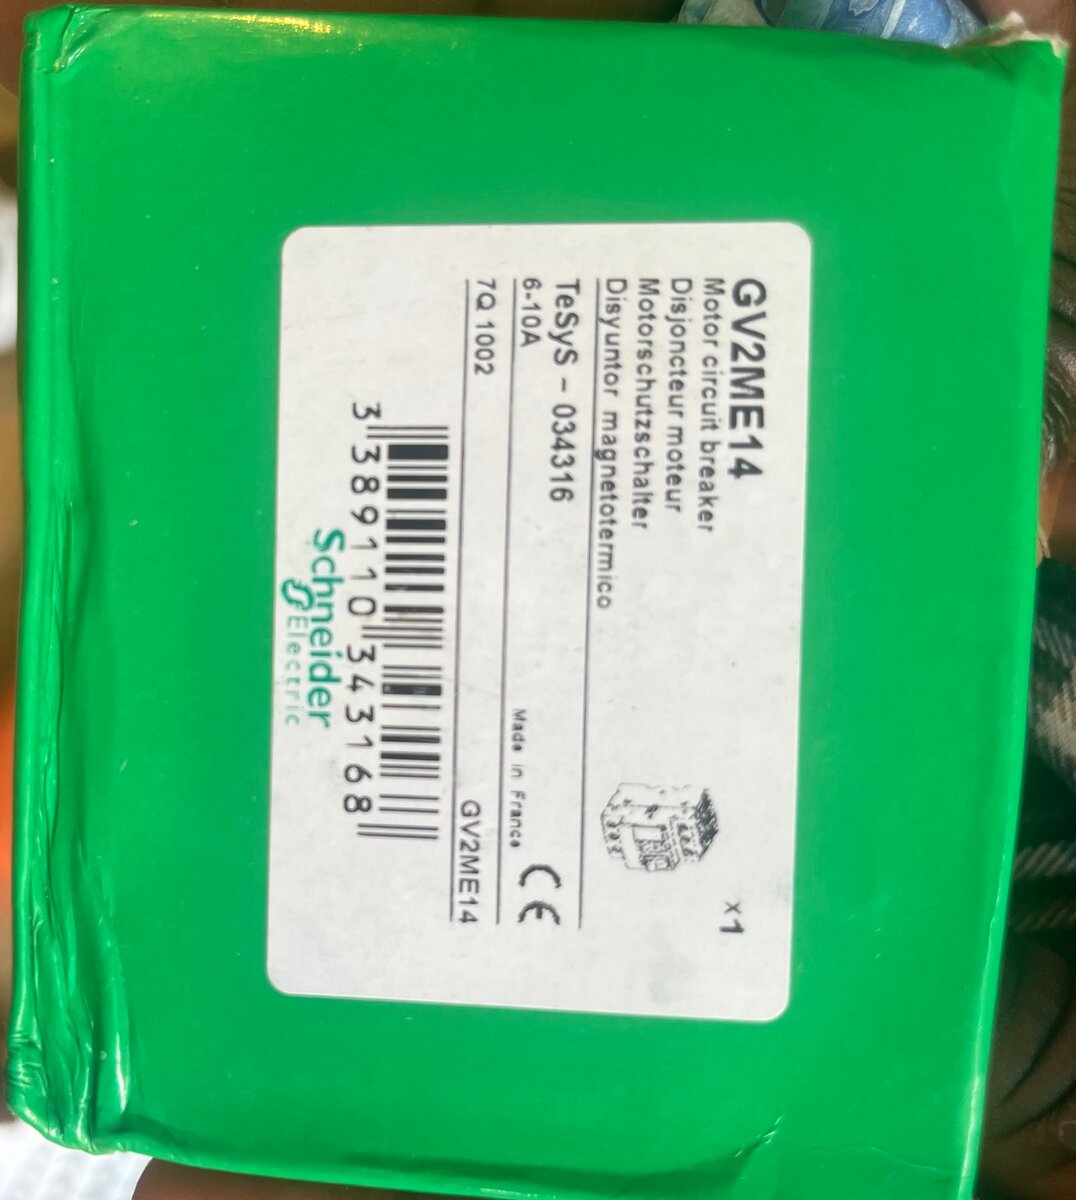 GV2ME14
x1
Motor circuit breaker
Disjoncteur moteur
Motorschutzschalter
Disyuntor magnetotermico
TeSyS - 034316
6-10A
Made in France
CE
7Q 1002
GV2ME14
3 389110 343168
Schneider
Electric